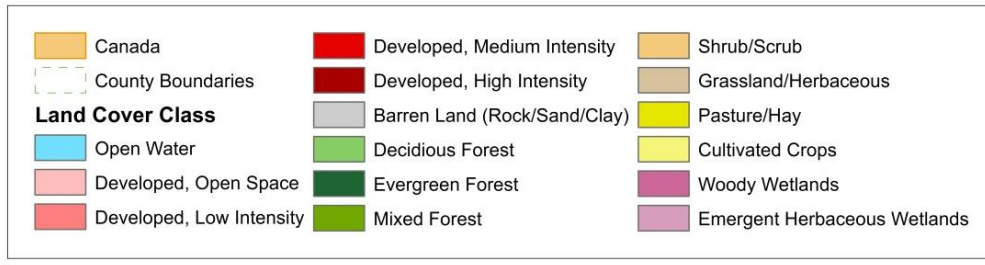 Canada
County Boundaries
Land Cover Class
Open Water
Developed, Open Space
Developed, Low Intensity
Developed, Medium Intensity
Developed, High Intensity
Barren Land (Rock/Sand/Clay)
Decidious Forest
Evergreen Forest
Mixed Forest
Shrub/Scrub
Grassland/Herbaceous
Pasture/Hay
Cultivated Crops
Woody Wetlands
Emergent Herbaceous Wetlands